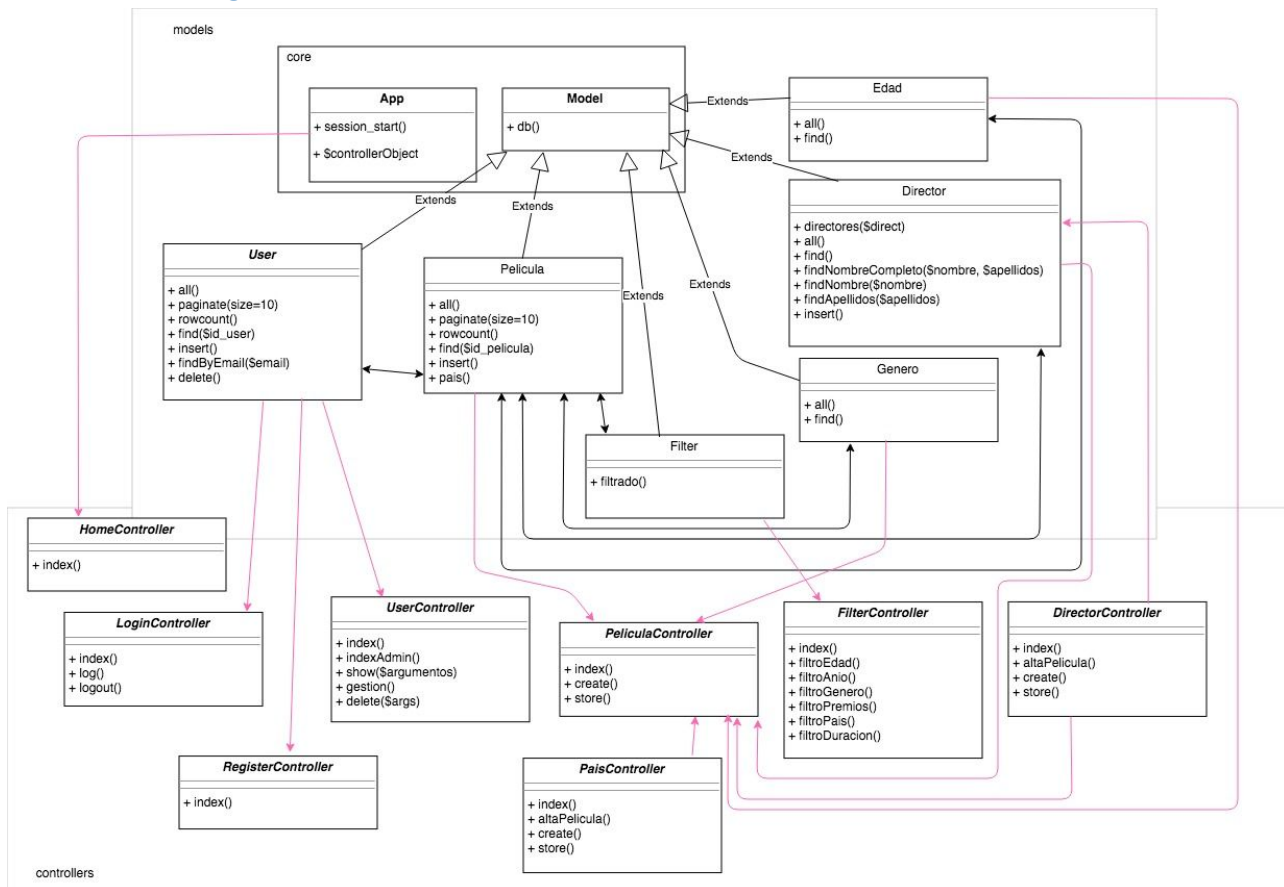 models
core
App
+ session_start()
+ $controllerObject
Model
+ db()
Extends
Edad
+ all()
+ find()
Extends
Director
+ directores($direct)
+ all()
+ find()
+ findNombreCompleto($nombre, $apellidos)
+ findNombre($nombre)
+ findApellidos($apellidos)
+ insert()
Extends
Extends
Extends
Extends
User
+ all()
+ paginate(size=10)
+ rowcount()
+ find($id_user)
+ insert()
+ findByEmail($email)
+ delete()
Pelicula
+ all()
+ paginate(size=10)
+ rowcount()
+ find($id_pelicula)
+ insert()
+ pais()
Genero
+ all()
+ find()
Filter
+ filtrado()
HomeController
+ index()
LoginController
+ index()
+ log()
+ logout()
UserController
+ index()
+ indexAdmin()
+ show($argumentos)
+ gestion()
+ delete($args)
PeliculaController
+ index()
+ create()
+ store()
FilterController
+ index()
+ filtroEdad()
+ filtroAnio()
+ filtroGenero()
+ filtroPremios()
+ filtroPais()
+ filtroDuracion()
DirectorController
+ index()
+ altaPelicula()
+ create()
+ store()
RegisterController
+ index()
PaisController
+ index()
+ altaPelicula()
+ create()
+ store()
controllers